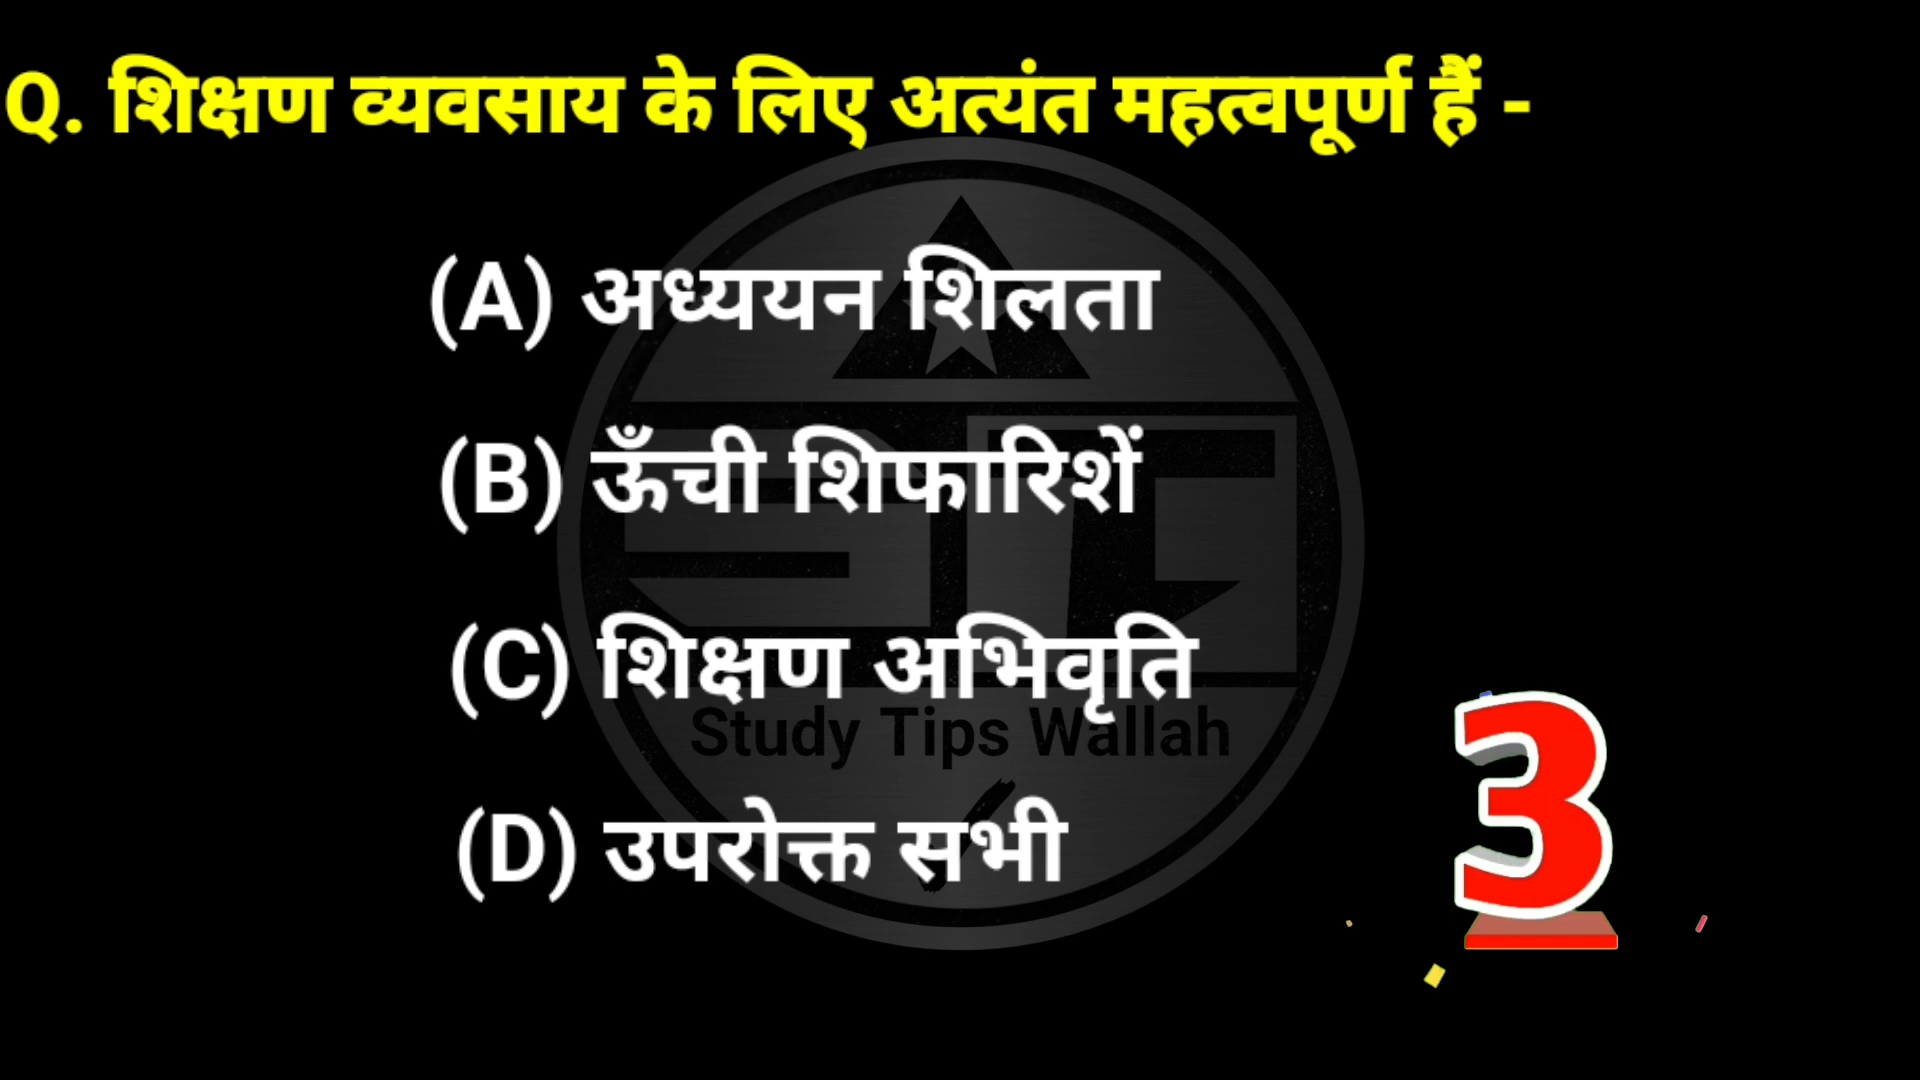 Q. शिक्षण व्यवसाय के लिए अत्यंत महत्वपूर्ण हैं -
(A) अध्ययन शिलता
(B) ऊँची शिफारिशें
(C) शिक्षण अभिवृति
Study Tips Wallah
(D) उपरोक्त सभी
3